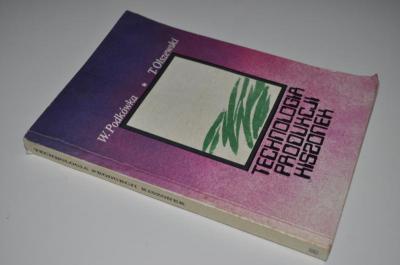 W. Podkówka * T. Olszewski
TECHNOLOGIA
PRODUKCJI
KISZONEK
TECHNOLOGIA PRODUKCJI KISZONEK